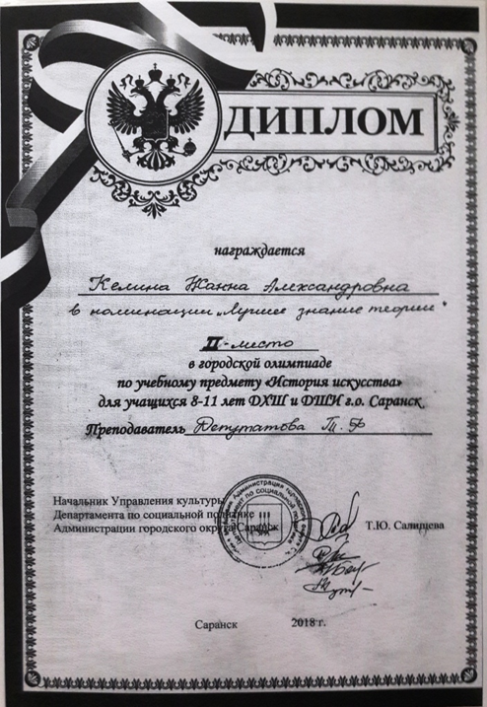 ДИПЛОМ
награждается
Келина Жанна Александровна
в номинации „Лучшее знание теории"
II - место
в городской олимпиаде
по учебному предмету «История искусства»
для учащихся 8-11 лет ДХШ и ДШИ г.о. Саранск
Преподаватель Депутатова
Начальник Управления культуры
Департамента по социальной политике
Администрации городского округа Саранск
Т.Ю. Салищева
Саранск 2018 г.